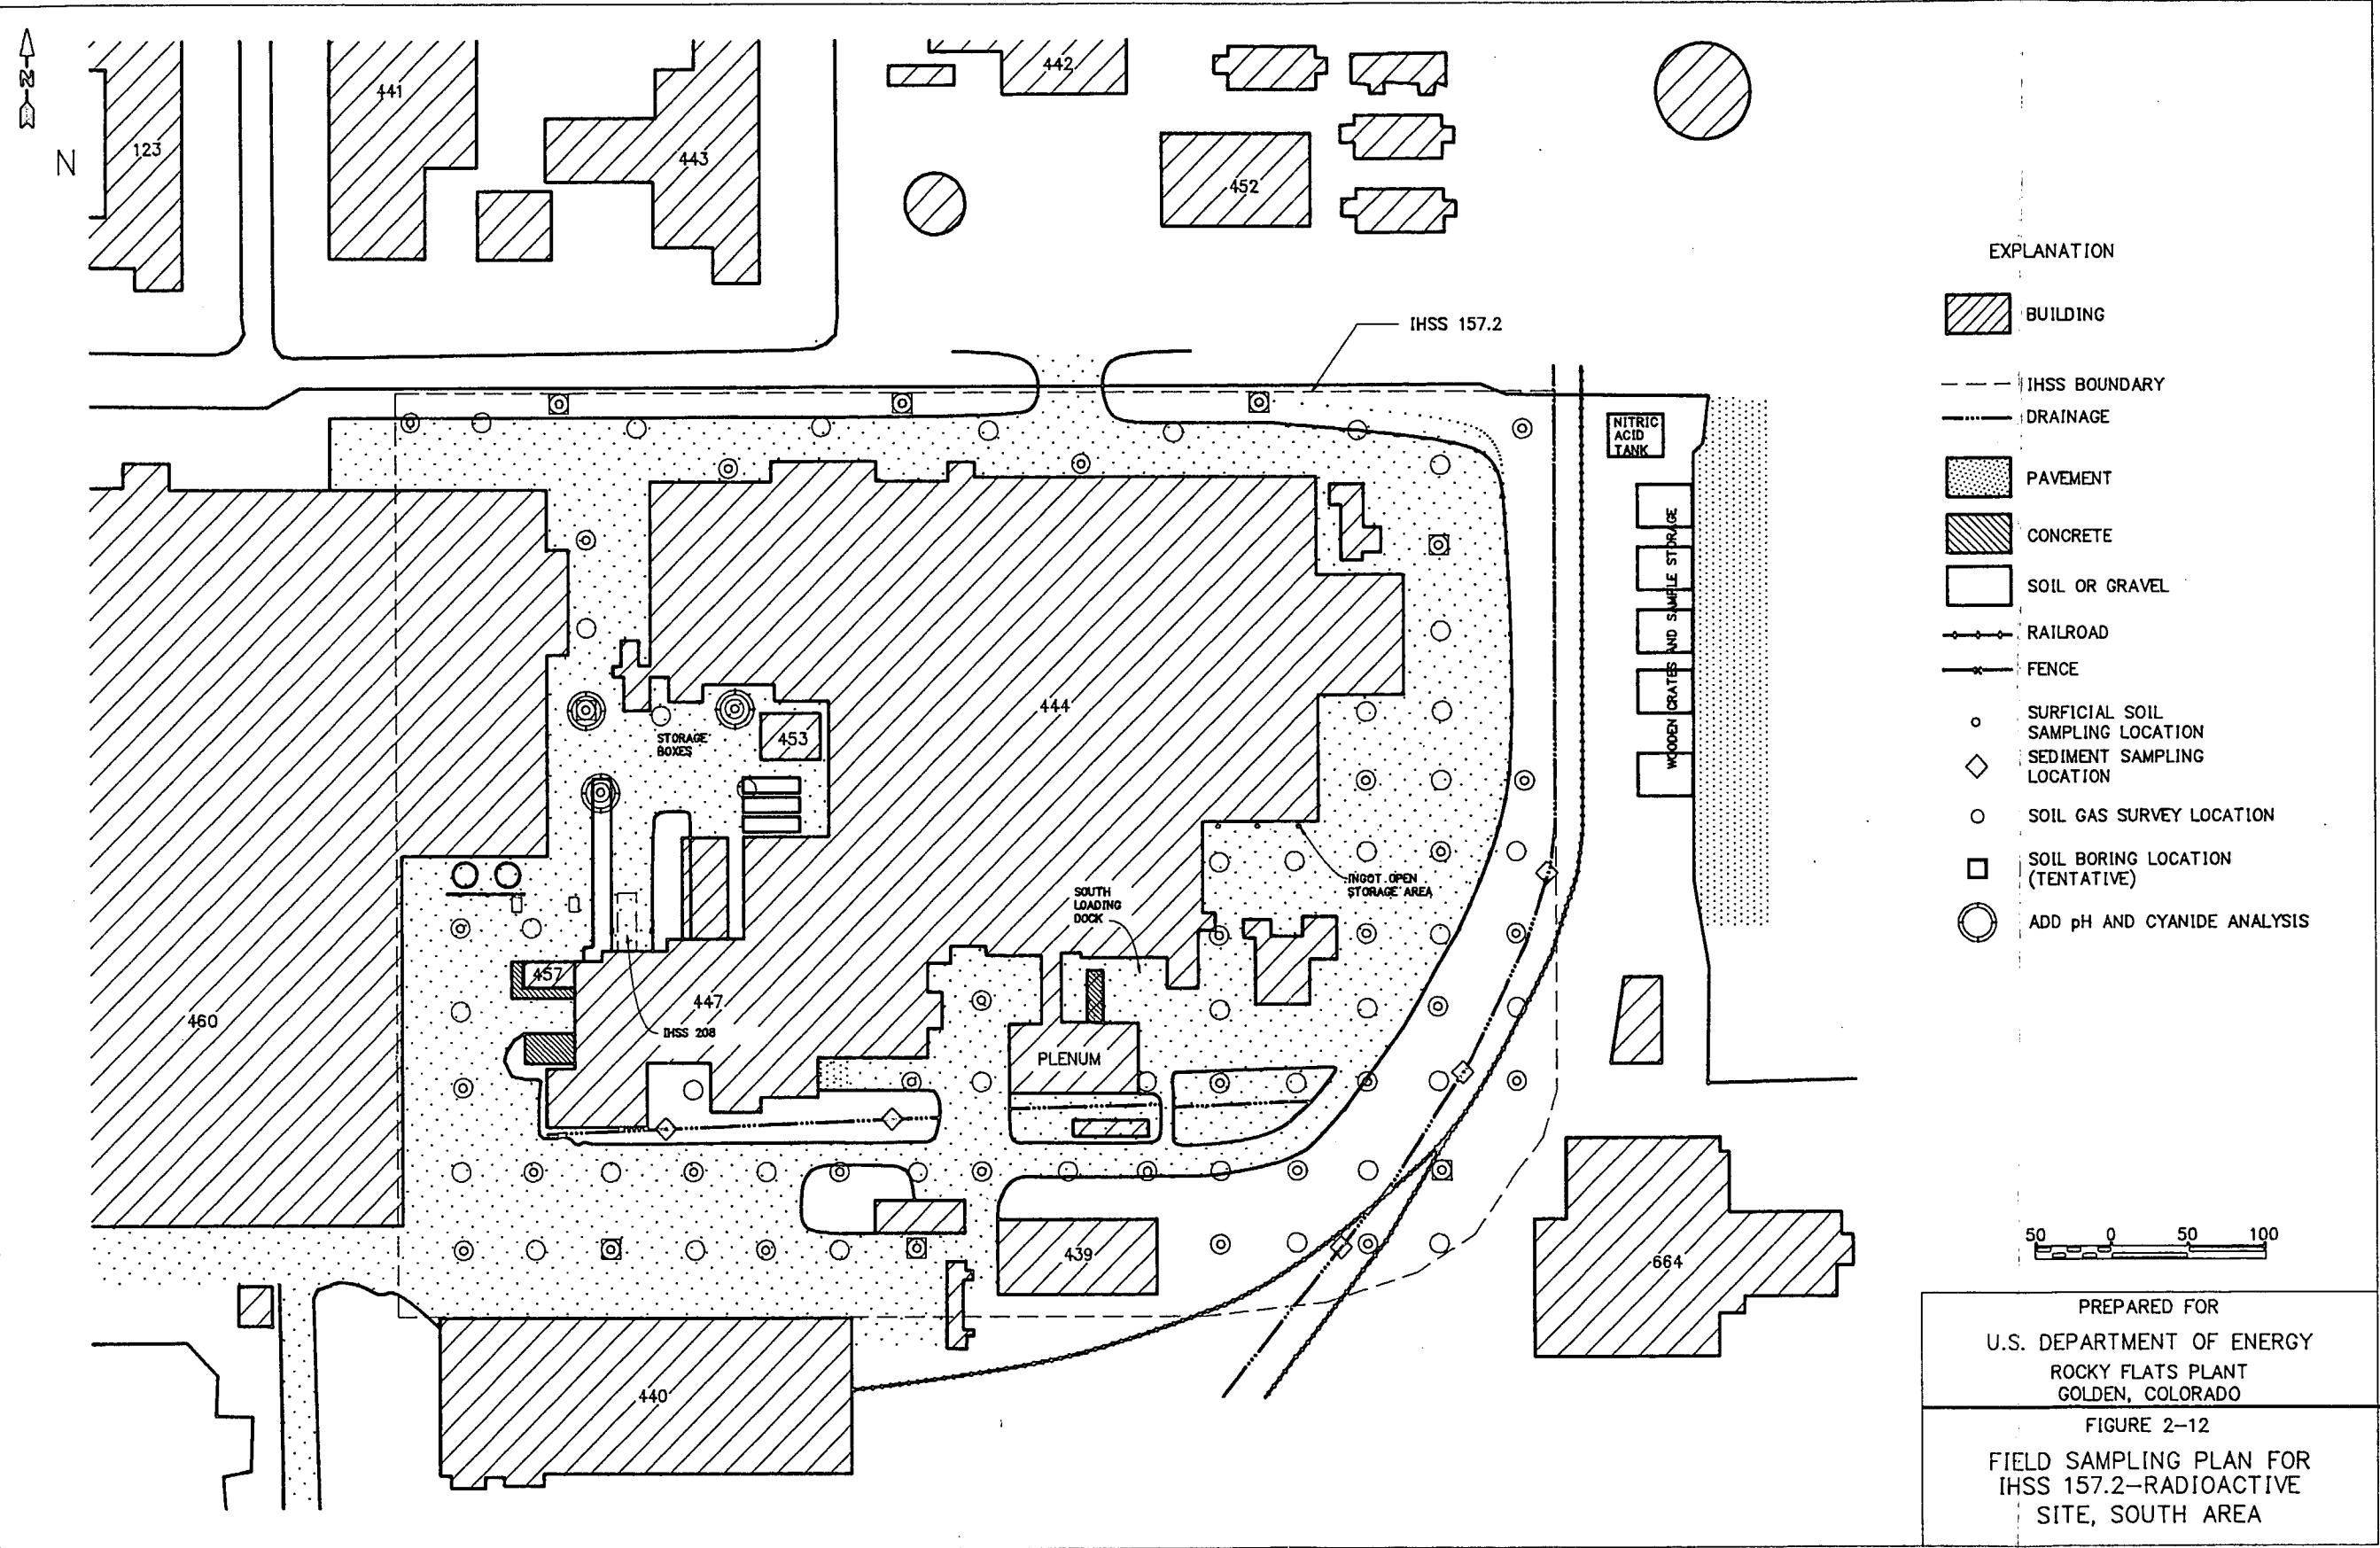 N
N
123
441
443
442
452
IHSS 157.2
NITRIC
ACID
TANK
WOODEN CRATES AND SAMPLE STORAGE
444
STORAGE
BOXES
453
INGOT OPEN
STORAGE AREA
SOUTH
LOADING
DOCK
457
447
IHSS 208
460
PLENUM
439
440
664
EXPLANATION
BUILDING
IHSS BOUNDARY
DRAINAGE
PAVEMENT
CONCRETE
SOIL OR GRAVEL
RAILROAD
FENCE
SURFICIAL SOIL
SAMPLING LOCATION
SEDIMENT SAMPLING
LOCATION
SOIL GAS SURVEY LOCATION
SOIL BORING LOCATION
(TENTATIVE)
ADD pH AND CYANIDE ANALYSIS
50 0 50 100
PREPARED FOR
U.S. DEPARTMENT OF ENERGY
ROCKY FLATS PLANT
GOLDEN, COLORADO
FIGURE 2-12
FIELD SAMPLING PLAN FOR
IHSS 157.2-RADIOACTIVE
SITE, SOUTH AREA